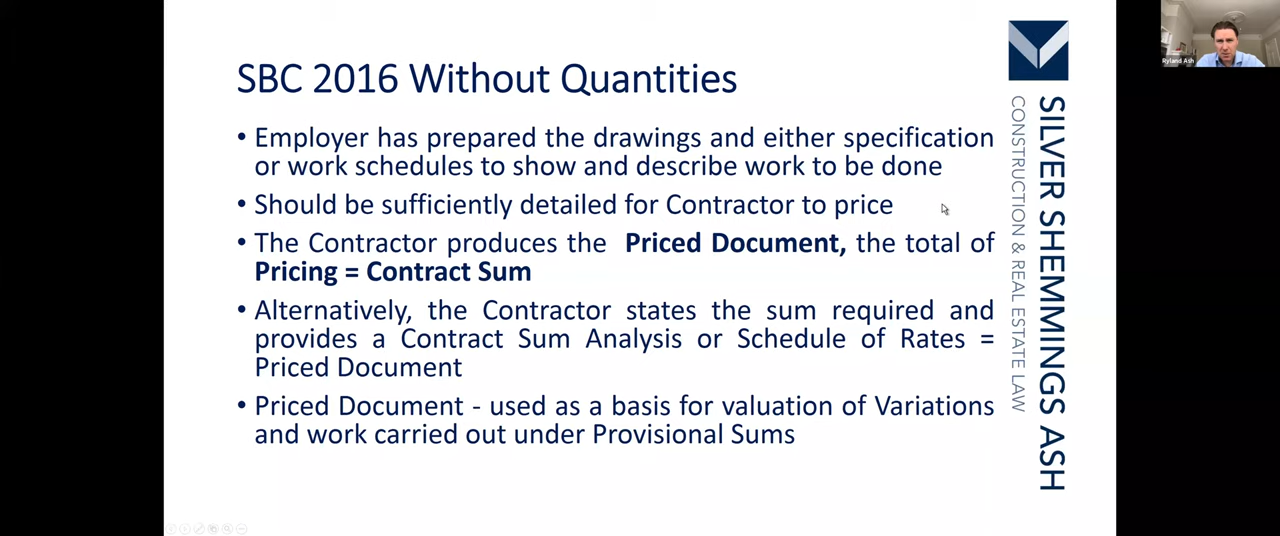 SBC 2016 Without Quantities
• Employer has prepared the drawings and either specification
or work schedules to show and describe work to be done
• Should be sufficiently detailed for Contractor to price
• The Contractor produces the Priced Document, the total of
Pricing = Contract Sum
• Alternatively, the Contractor states the sum required and
provides a Contract Sum Analysis or Schedule of Rates =
Priced Document
• Priced Document - used as a basis for valuation of Variations
and work carried out under Provisional Sums
SILVER SHEMMINGS ASH
CONSTRUCTION & REAL ESTATE LAW
Ryland Ash